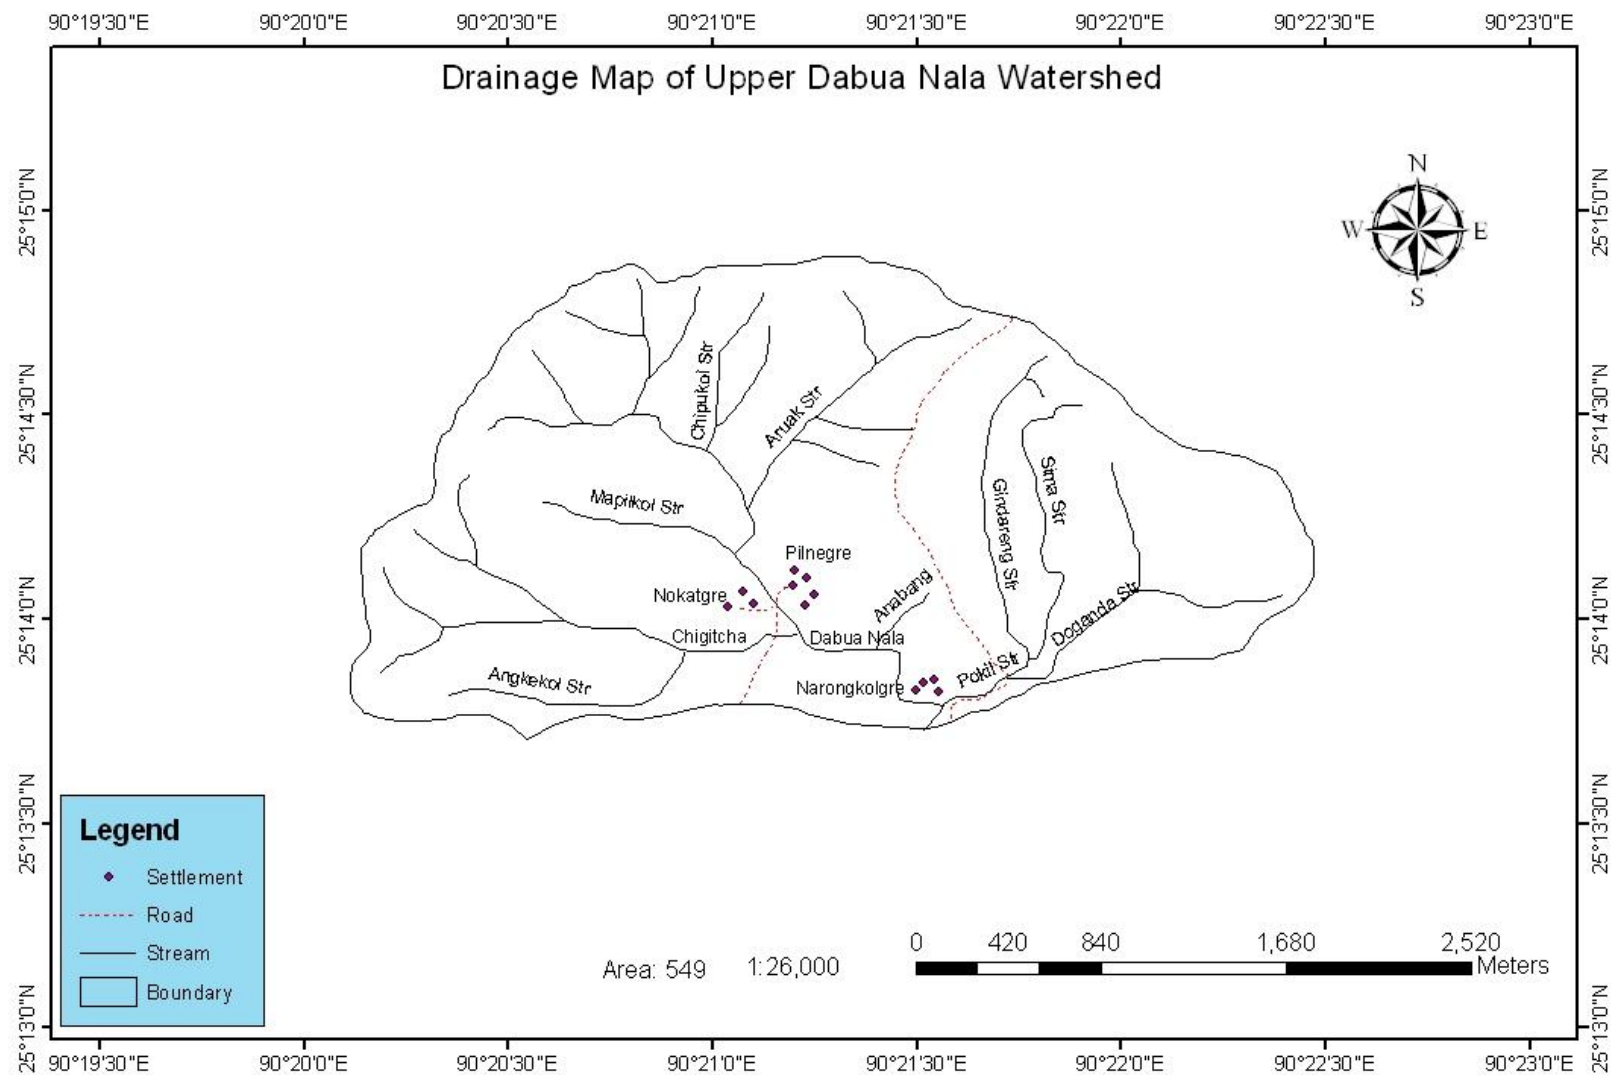 90°19'30"E 90°20'0"E 90°20'30"E 90°21'0"E 90°21'30"E 90°22'0"E 90°22'30"E 90°23'0"E
Drainage Map of Upper Dabua Nala Watershed
N
W E
S
25°15'0"N 25°15'0"N
25°14'30"N 25°14'30"N
25°14'0"N 25°14'0"N
25°13'30"N 25°13'30"N
25°13'0"N 25°13'0"N
Chipukol Str
Aruak Str
Mapilkol Str
Sima Str
Gindareng Str
Pilnegre
Nokatgre
Anabang
Doganda Str
Chigitcha
Dabua Nala
Angkekol Str
Narongkolgre
Pokil Str
Legend
Settlement
Road
Stream
Boundary
Area: 549 1:26,000
0 420 840 1,680 2,520
Meters
90°19'30"E 90°20'0"E 90°20'30"E 90°21'0"E 90°21'30"E 90°22'0"E 90°22'30"E 90°23'0"E